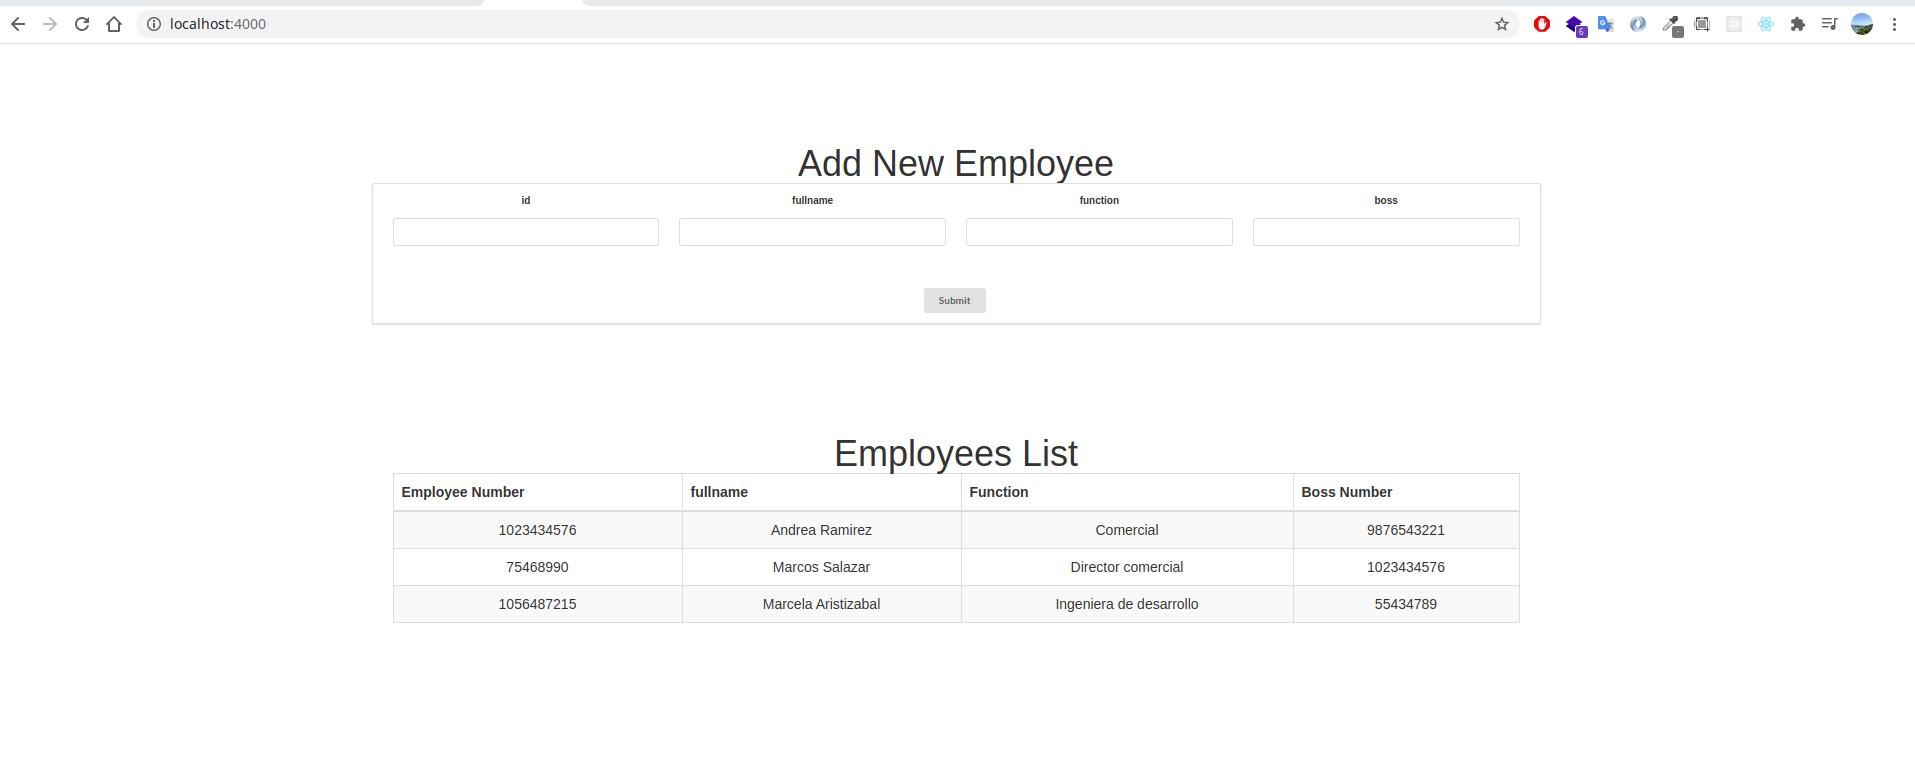 localhost:4000
6
Add New Employee
id fullname function boss
Submit
Employees List
Employee Number fullname Function Boss Number
1023434576 Andrea Ramirez Comercial 9876543221
75468990 Marcos Salazar Director comercial 1023434576
1056487215 Marcela Aristizabal Ingeniera de desarrollo 55434789